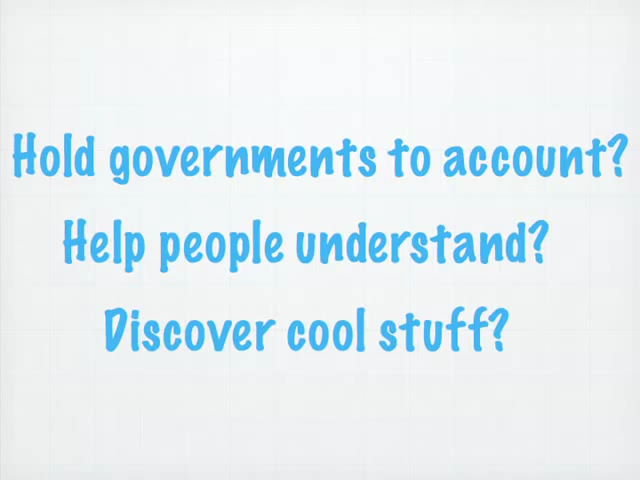 Hold governments to account?
Help people understand?
Discover cool stuff?